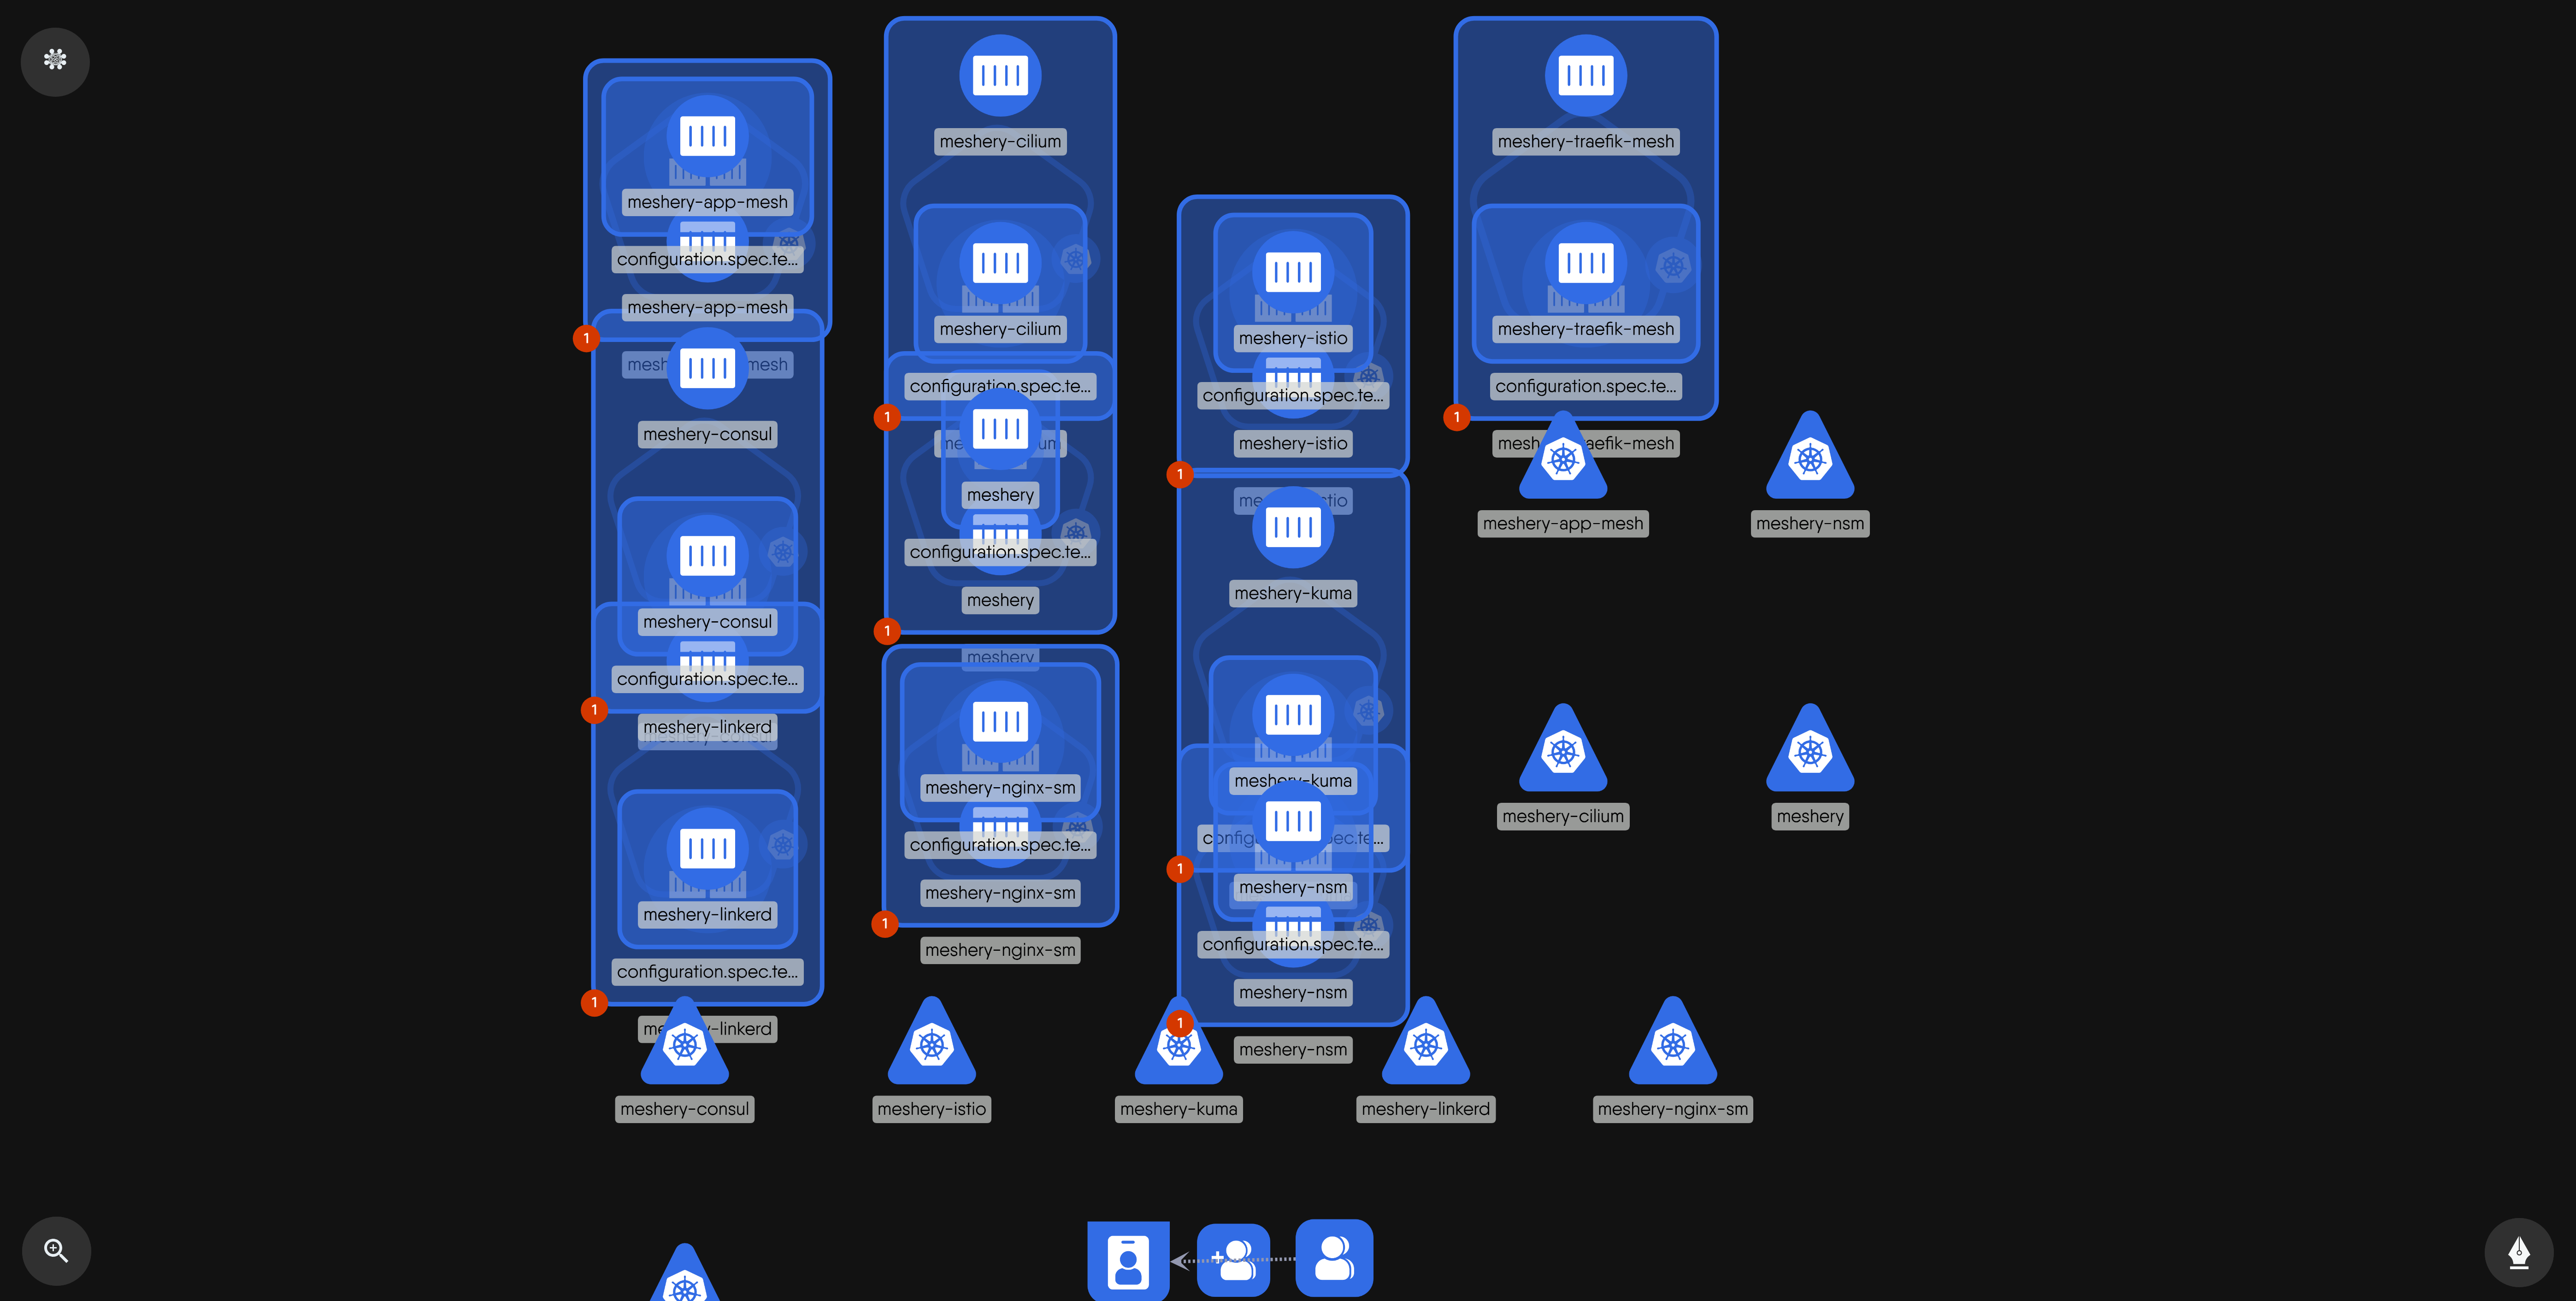 meshery-app-mesh
configuration.spec.te...
meshery-app-mesh
1
mesh mesh
meshery-consul
meshery-consul
configuration.spec.te...
1
meshery-linkerd
meshery-consul
meshery-linkerd
configuration.spec.te...
1
meshery-linkerd
meshery-cilium
meshery-cilium
configuration.spec.te...
1
me um
meshery
configuration.spec.te...
meshery
1
meshery
meshery-nginx-sm
configuration.spec.te...
meshery-nginx-sm
1
meshery-nginx-sm
meshery-istio
configuration.spec.te...
meshery-istio
1
me stio
meshery-kuma
meshery-kuma
config pec.te...
1
meshery-nsm
configuration.spec.te...
meshery-nsm
1
meshery-nsm
meshery-traefik-mesh
meshery-traefik-mesh
configuration.spec.te...
1
mesh aefik-mesh
meshery-app-mesh
meshery-nsm
meshery-cilium
meshery
meshery-consul
meshery-istio
meshery-kuma
meshery-linkerd
meshery-nginx-sm